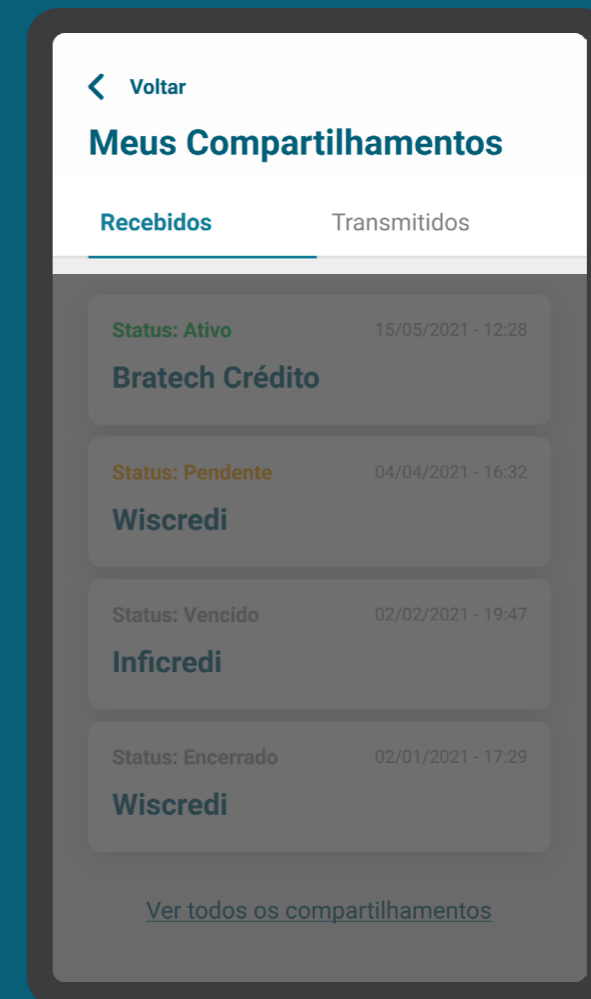 Voltar
Meus Compartilhamentos
Recebidos Transmitidos
Status: Ativo 15/05/2021 - 12:28
Bratech Crédito
Status: Pendente 04/04/2021 - 16:32
Wiscredi
Status: Vencido 02/02/2021 - 19:47
Inficredi
Status: Encerrado 02/01/2021 - 17:29
Wiscredi
Ver todos os compartilhamentos